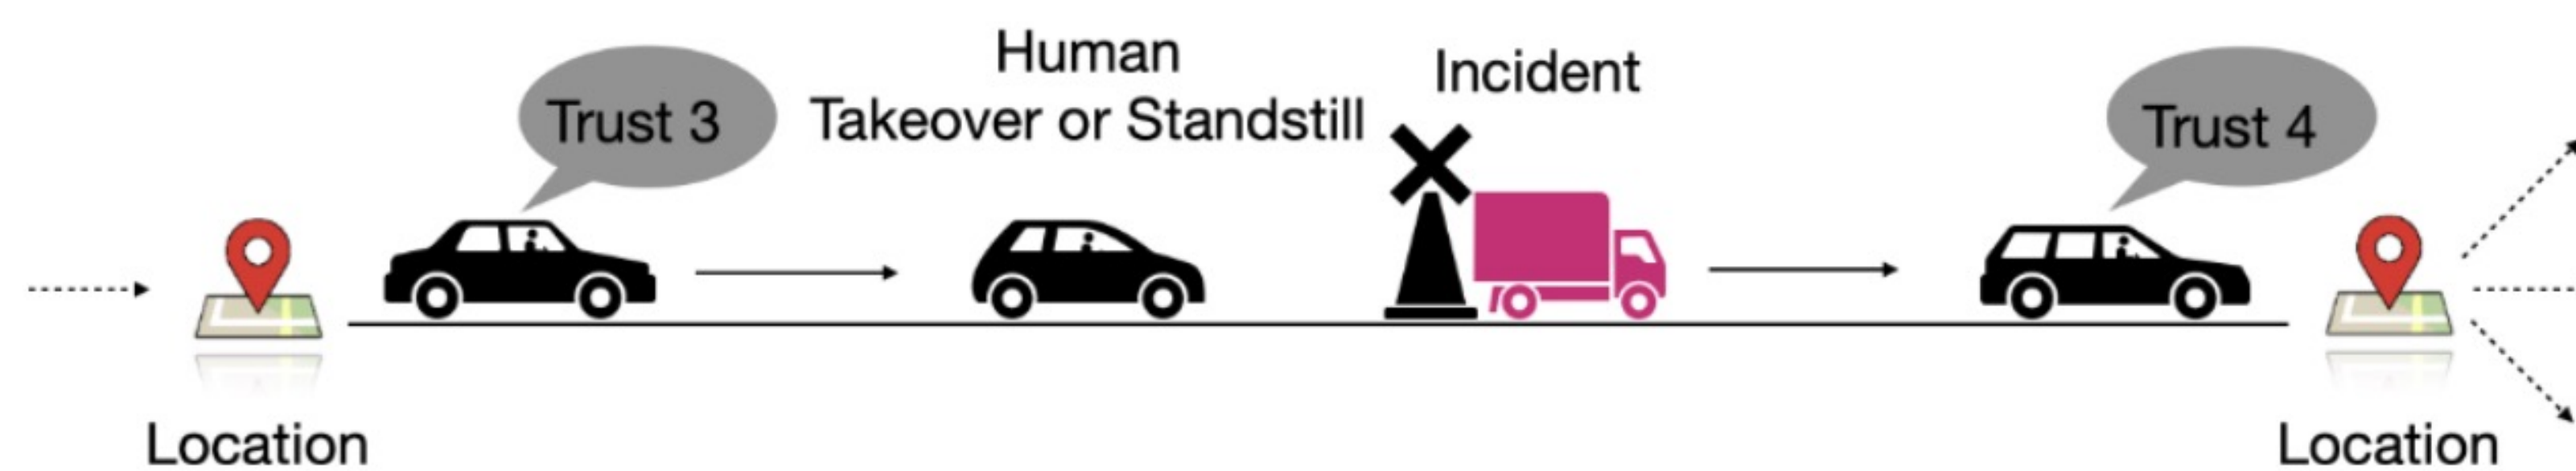 Trust 3
Human
Takeover or Standstill
Incident
Trust 4
Location
Location